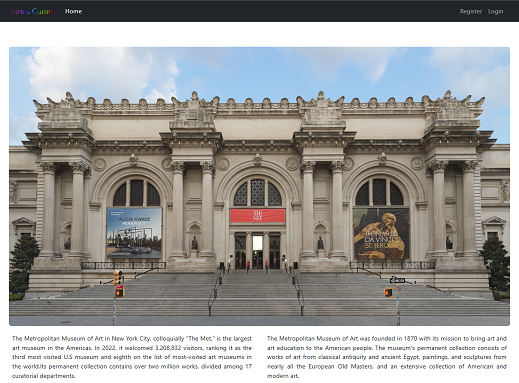 Home
Register Login
ALICJA KWADE
THE
MET
LEONARDO
DA VINCI'S
ST. JEROME
The Metropolitan Museum of Art in New York City, colloquially "The Met," is the largest
art museum in the Americas. In 2022, it welcomed 3,208,832 visitors, ranking it as the
third most visited U.S museum and eighth on the list of most-visited art museums in
the world.Its permanent collection contains over two million works, divided among 17
curatorial departments.
The Metropolitan Museum of Art was founded in 1870 with its mission to bring art and
art education to the American people. The museum's permanent collection consists of
works of art from classical antiquity and ancient Egypt, paintings, and sculptures from
nearly all the European Old Masters, and an extensive collection of American and
modern art.